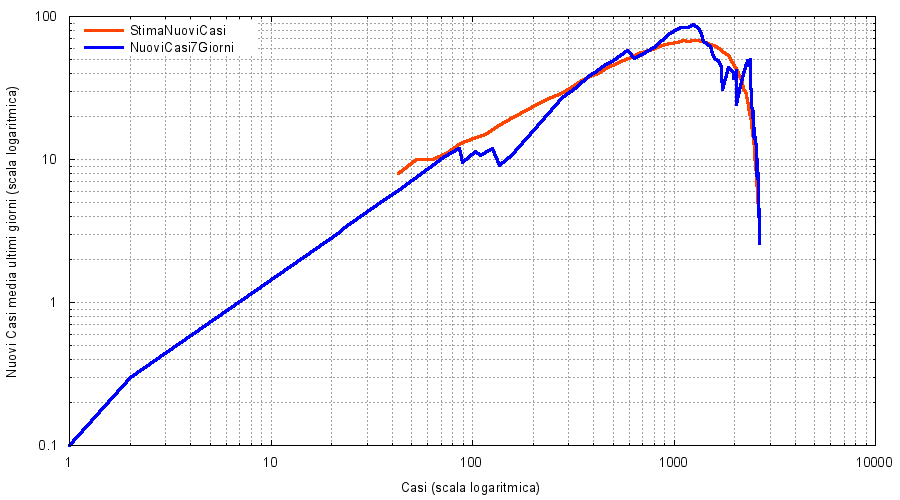 100
StimaNuoviCasi
NuoviCasi7Giorni
10
1
0.1
Nuovi Casi media ultimi giorni (scala logaritmica)
1
10
100
1000
10000
Casi (scala logaritmica)